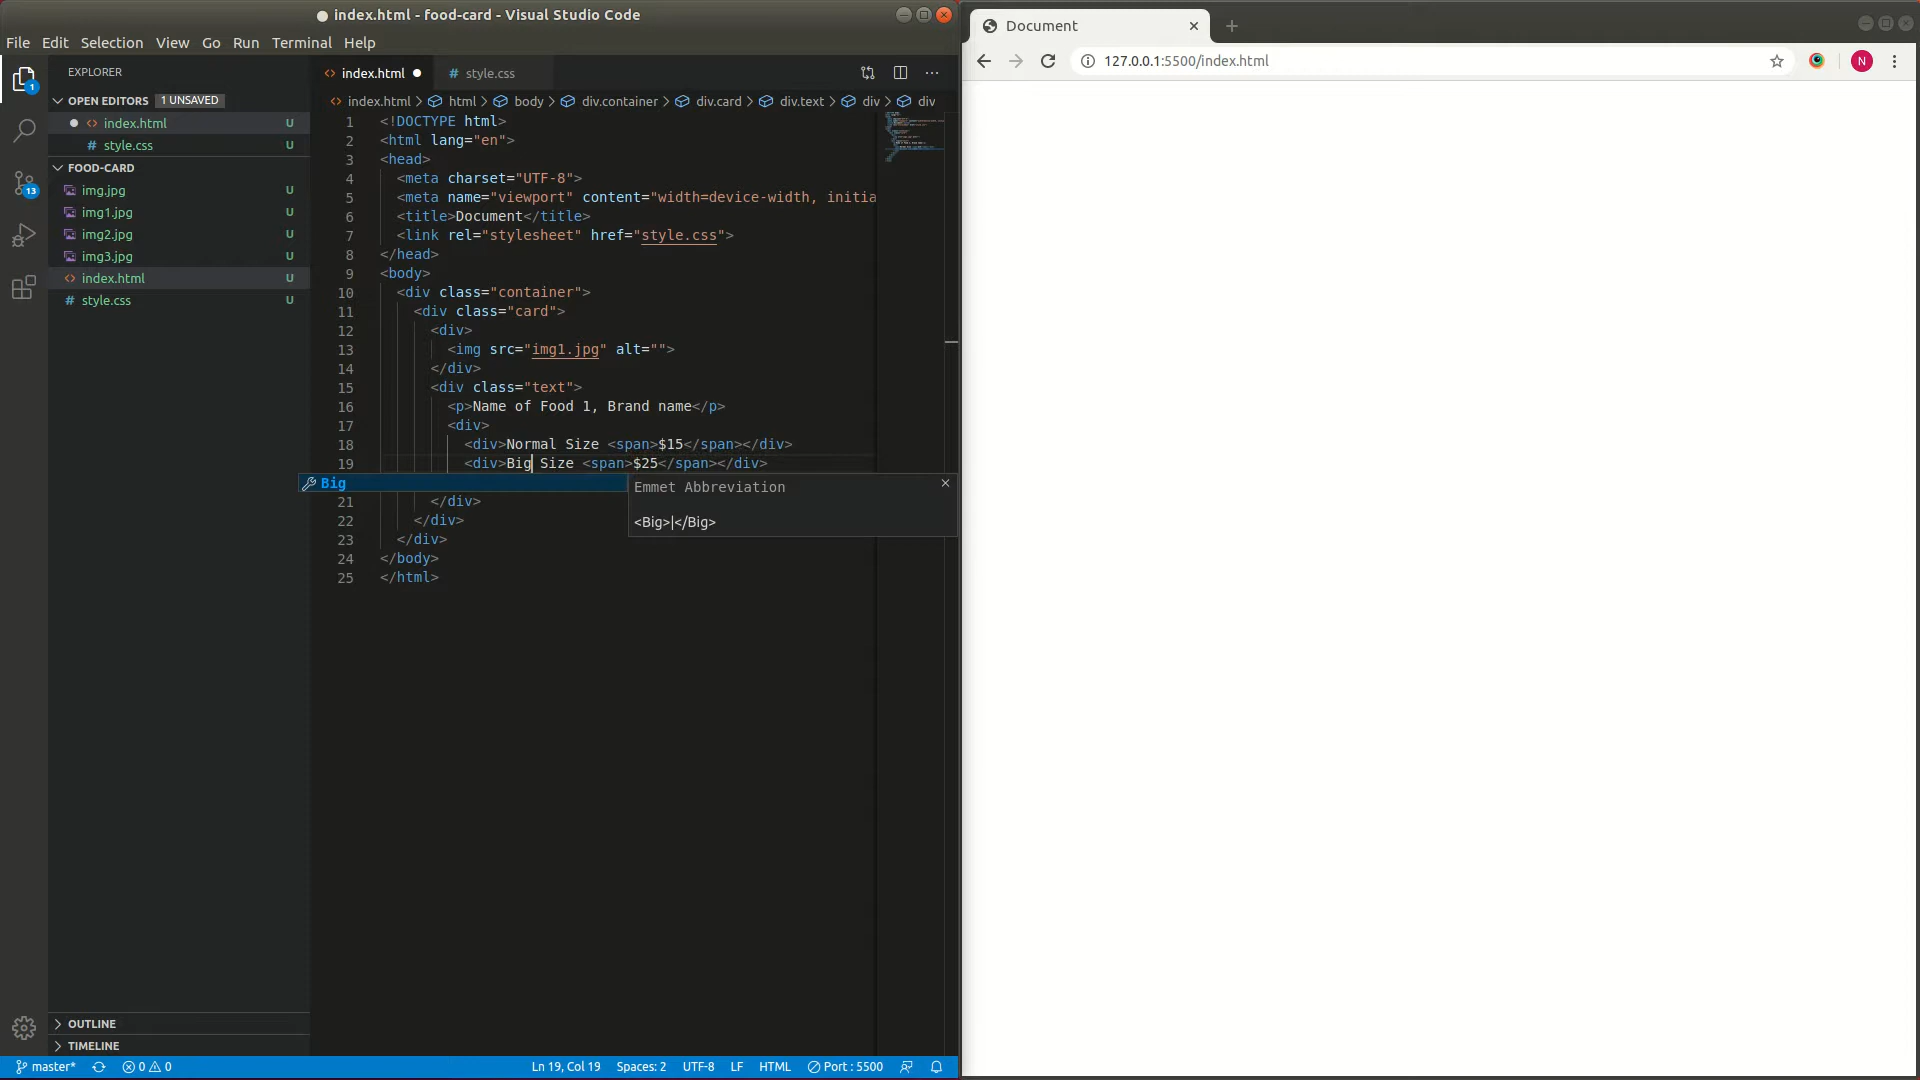 index.html - food-card - Visual Studio Code
File Edit Selection View Go Run Terminal Help
EXPLORER
OPEN EDITORS 1 UNSAVED
index.html U
style.css U
FOOD-CARD
img.jpg U
img1.jpg U
img2.jpg U
img3.jpg U
index.html U
style.css U
OUTLINE
TIMELINE
1
13
index.html
style.css
index.html > html > body > div.container > div.card > div.text > div > div
1 <!DOCTYPE html>
2 <html lang="en">
3 <head>
4 <meta charset="UTF-8">
5 <meta name="viewport" content="width=device-width, initia
6 <title>Document</title>
7 <link rel="stylesheet" href="style.css">
8 </head>
9 <body>
10 <div class="container">
11 <div class="card">
12 <div>
13 <img src="img1.jpg" alt="">
14 </div>
15 <div class="text">
16 <p>Name of Food 1, Brand name</p>
17 <div>
18 <div>Normal Size <span>$15</span></div>
19 <div>Big Size <span>$25</span></div>
Big
Emmet Abbreviation
<Big>|</Big>
21 </div>
22 </div>
23 </div>
24 </body>
25 </html>
master* 0 0 Ln 19, Col 19 Spaces: 2 UTF-8 LF HTML Port : 5500
Document
127.0.0.1:5500/index.html
N